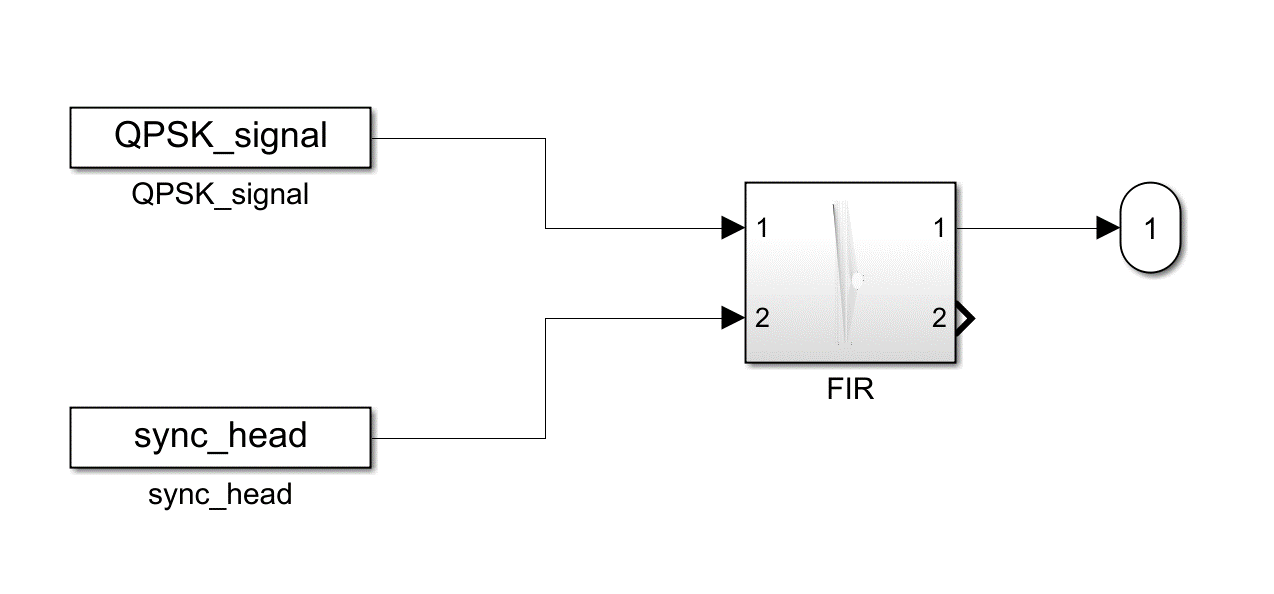 QPSK_signal
QPSK_signal
1
1
1
2
2
FIR
sync_head
sync_head